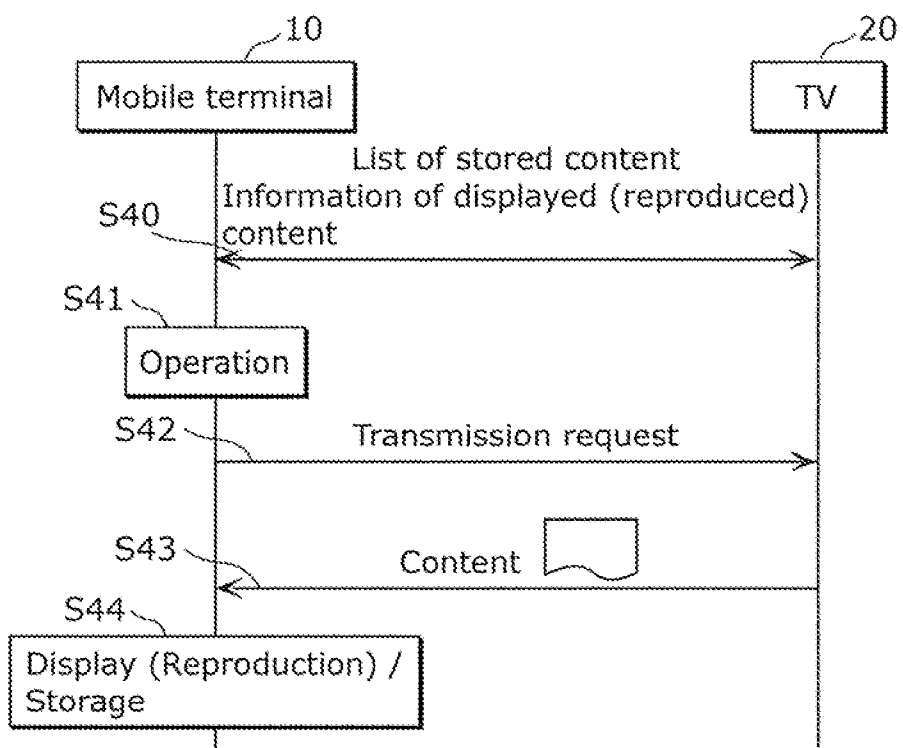 10
20
Mobile terminal
TV
List of stored content
Information of displayed (reproduced)
content
S40
S41
Operation
S42
Transmission request
S43
Content
S44
Display (Reproduction) /
Storage